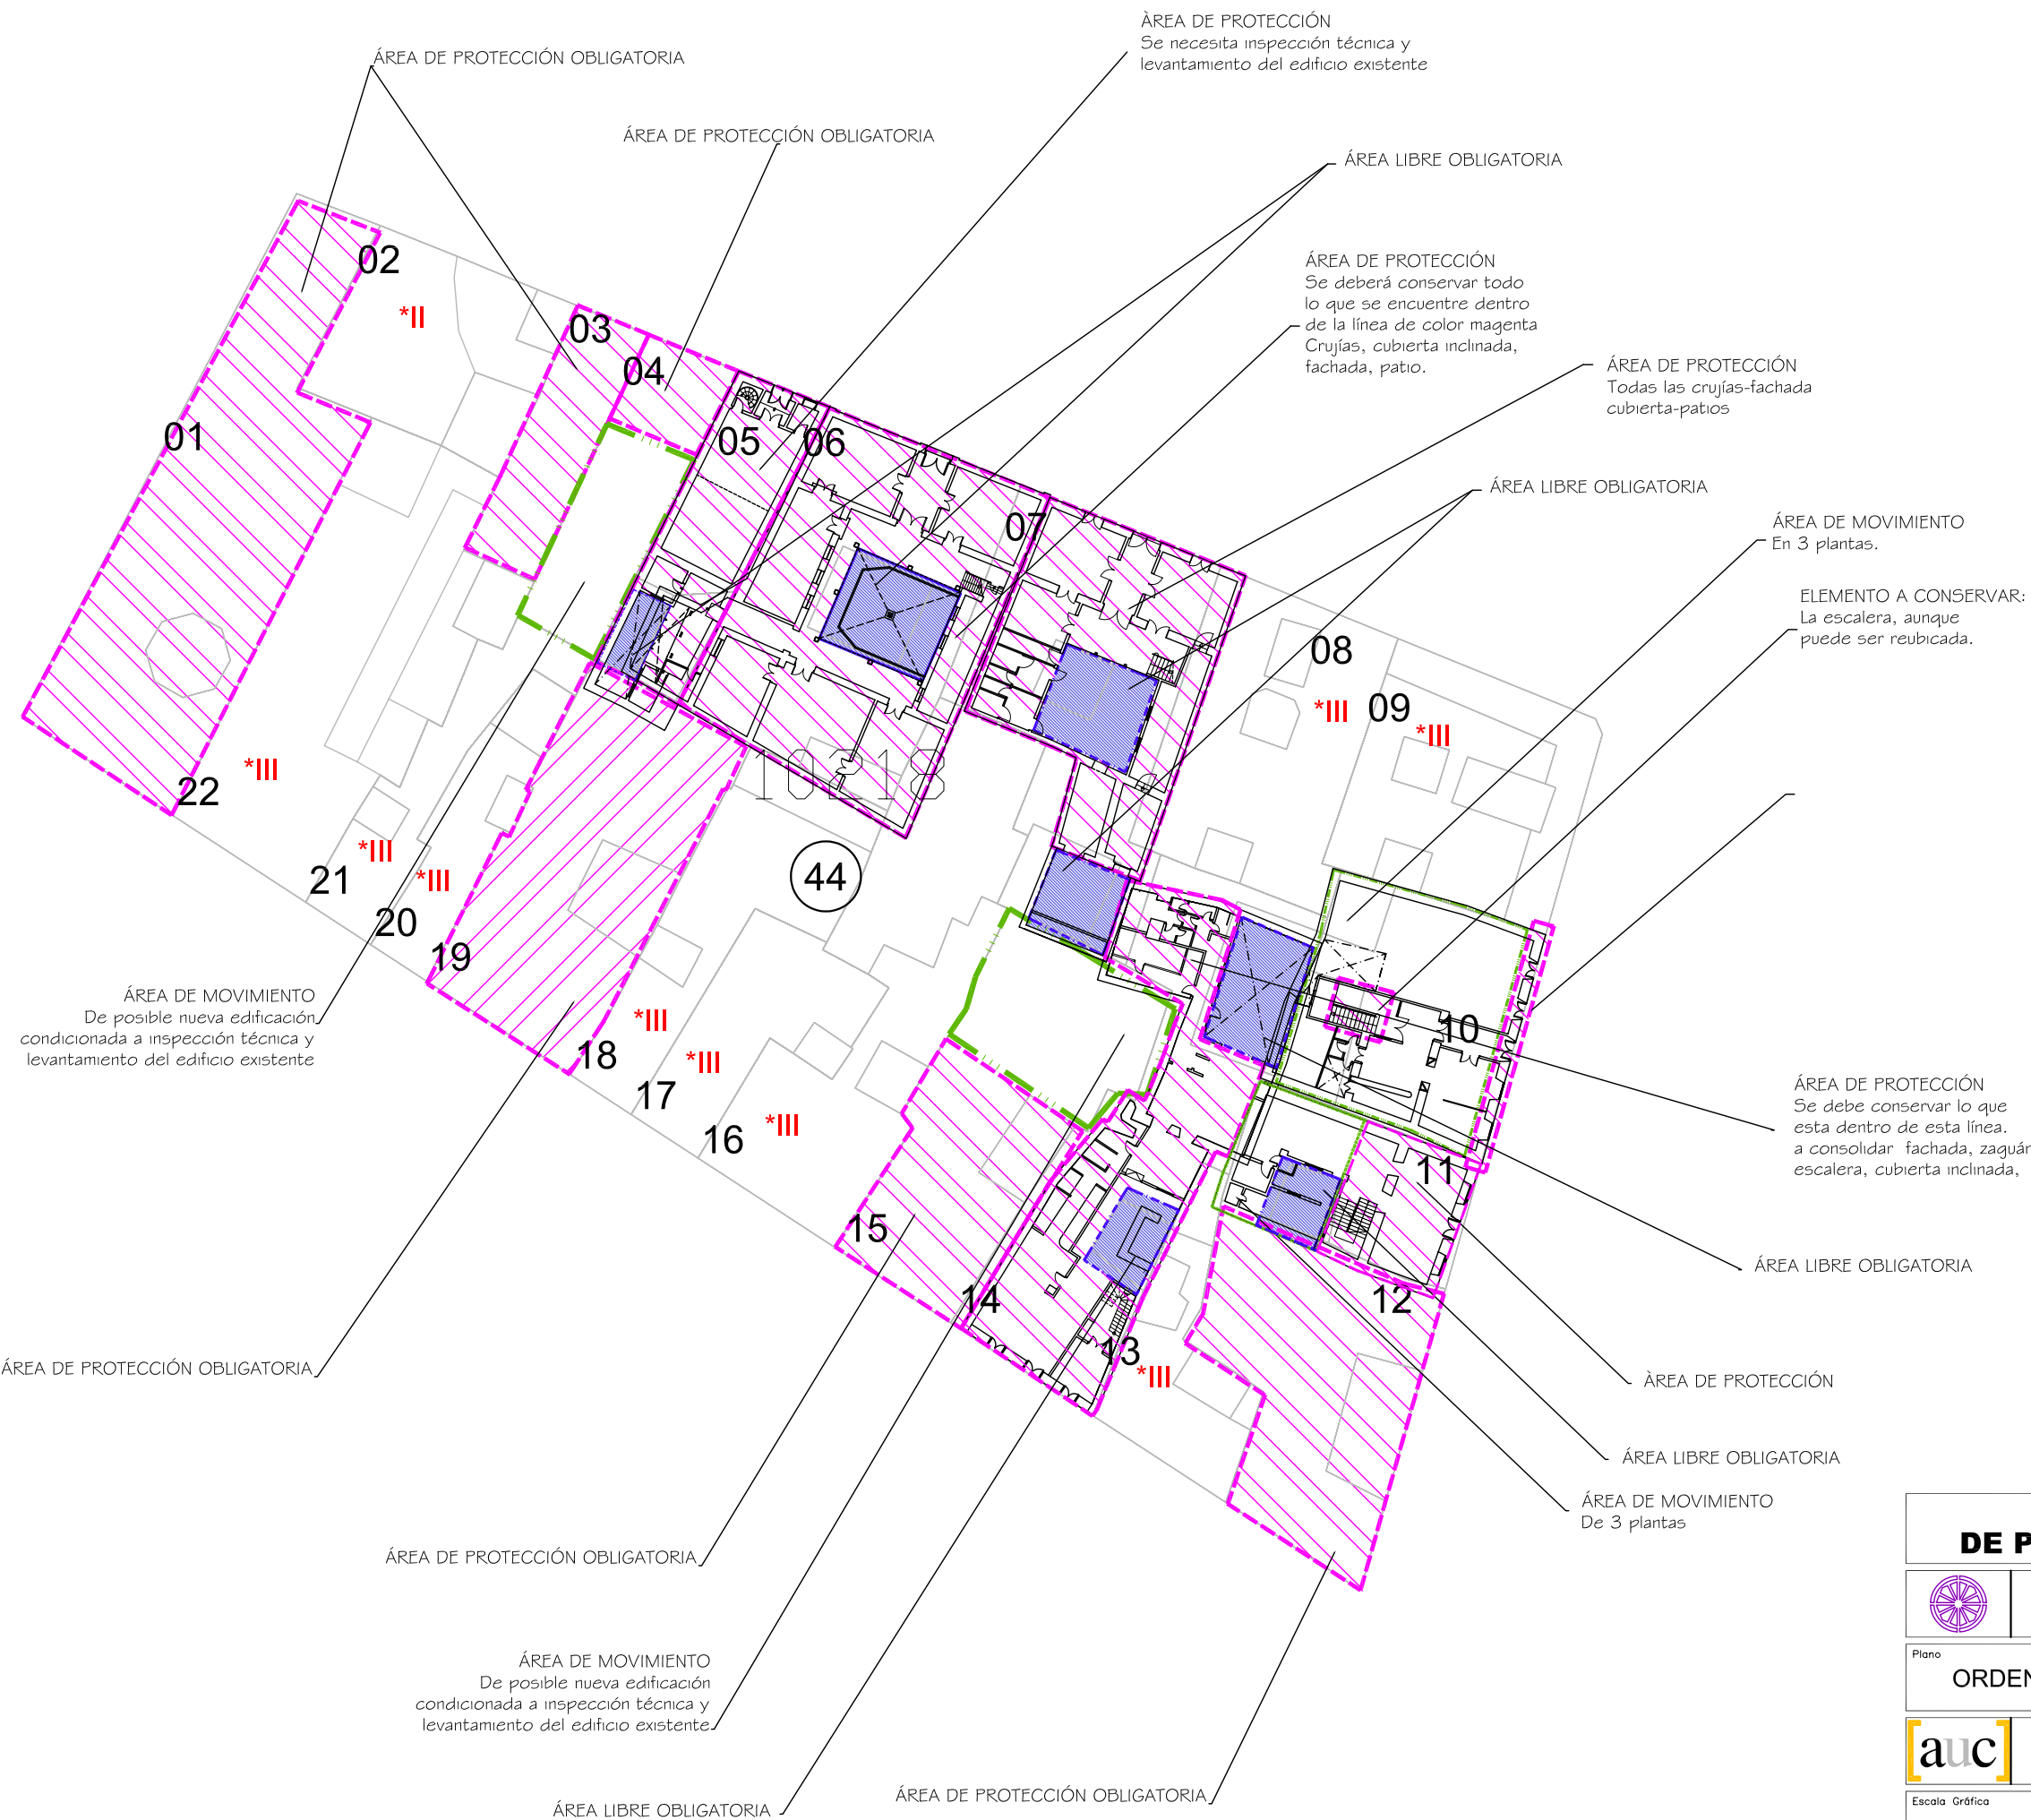 ÀREA DE PROTECCIÓN
Se necesita inspección técnica y
levantamiento del edificio existente
ÁREA DE PROTECCIÓN OBLIGATORIA
ÁREA DE PROTECCIÓN OBLIGATORIA
ÁREA LIBRE OBLIGATORIA
ÁREA DE PROTECCIÓN
Se deberá conservar todo
lo que se encuentre dentro
de la línea de color magenta
Crujías, cubierta inclinada,
fachada, patio.
ÁREA DE PROTECCIÓN
Todas las crujías-fachada
cubierta-patios
ÁREA LIBRE OBLIGATORIA
ÁREA DE MOVIMIENTO
En 3 plantas.
ELEMENTO A CONSERVAR:
La escalera, aunque
puede ser reubicada.
02
*II
03
04
01
05
06
07
08
*III
09
*III
10218
22
*III
44
21
*III
20
*III
19
18
*III
17
*III
16
*III
10
11
15
14
12
13
*III
ÁREA DE MOVIMIENTO
De posible nueva edificación
condicionada a inspección técnica y
levantamiento del edificio existente
ÁREA DE PROTECCIÓN
Se debe conservar lo que
esta dentro de esta línea.
a consolidar fachada, zaguán
escalera, cubierta inclinada,
ÁREA LIBRE OBLIGATORIA
ÁREA DE PROTECCIÓN OBLIGATORIA
ÀREA DE PROTECCIÓN
ÁREA LIBRE OBLIGATORIA
ÁREA DE MOVIMIENTO
De 3 plantas
ÁREA DE PROTECCIÓN OBLIGATORIA
ÁREA DE MOVIMIENTO
De posible nueva edificación
condicionada a inspección técnica y
levantamiento del edificio existente
ÁREA DE PROTECCIÓN OBLIGATORIA
ÁREA LIBRE OBLIGATORIA
DE P
Plano
ORDEN
[auc]
Escala Gráfica